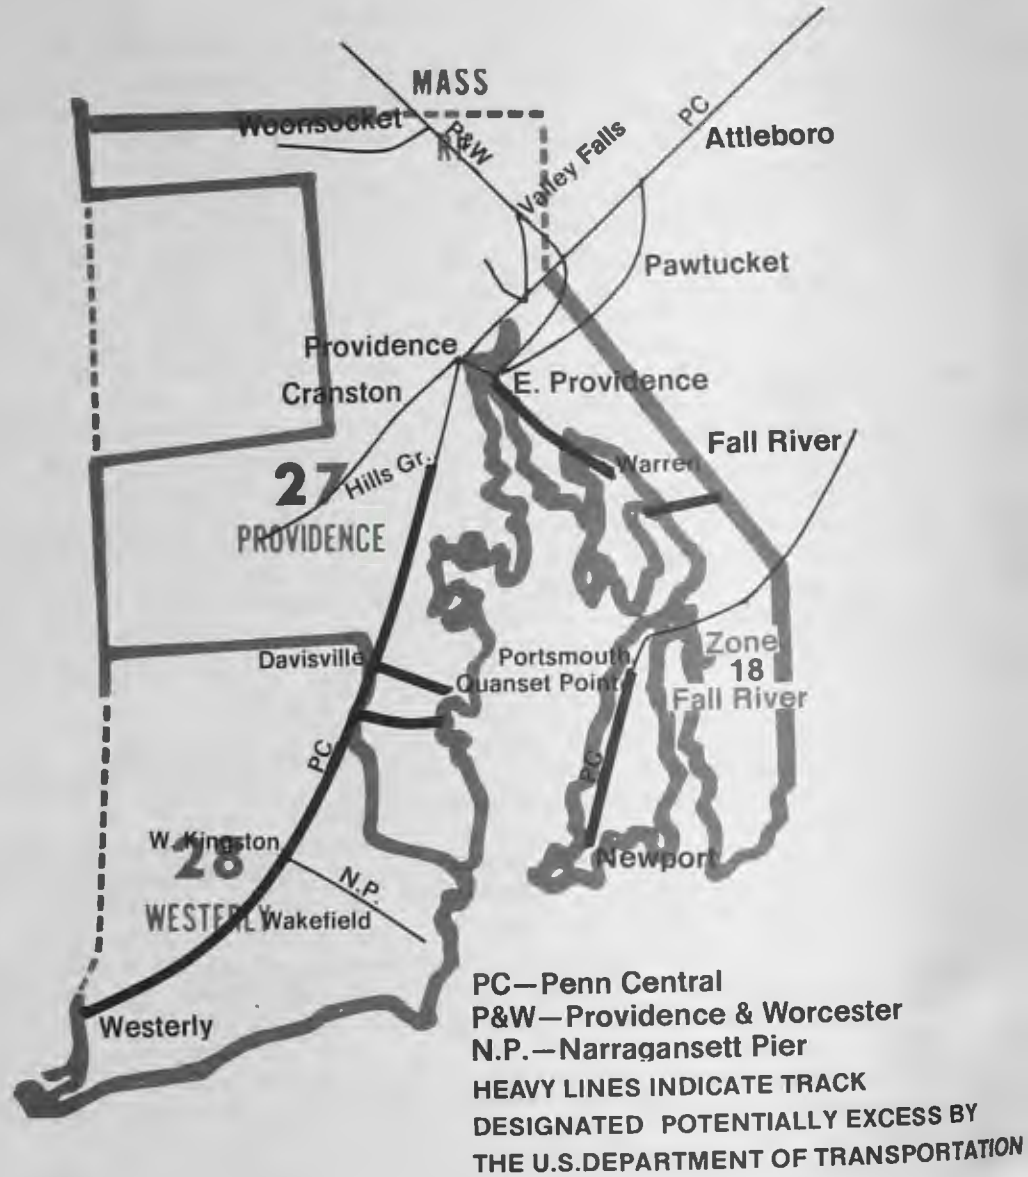 MASS
PC
Woonsocket
P&W
Valley Falls
Attleboro
Pawtucket
Providence
Cranston
E. Providence
Fall River
Warren
27
Hills Gr.
PROVIDENCE
Davisville
Portsmouth
Quanset Point
Zone
18
Fall River
PC
PC
W. Kingston
28
Newport
N.P.
WESTERLY
Wakefield
Westerly
PC—Penn Central
P&W—Providence & Worcester
N.P.—Narragansett Pier
HEAVY LINES INDICATE TRACK
DESIGNATED POTENTIALLY EXCESS BY
THE U.S.DEPARTMENT OF TRANSPORTATION